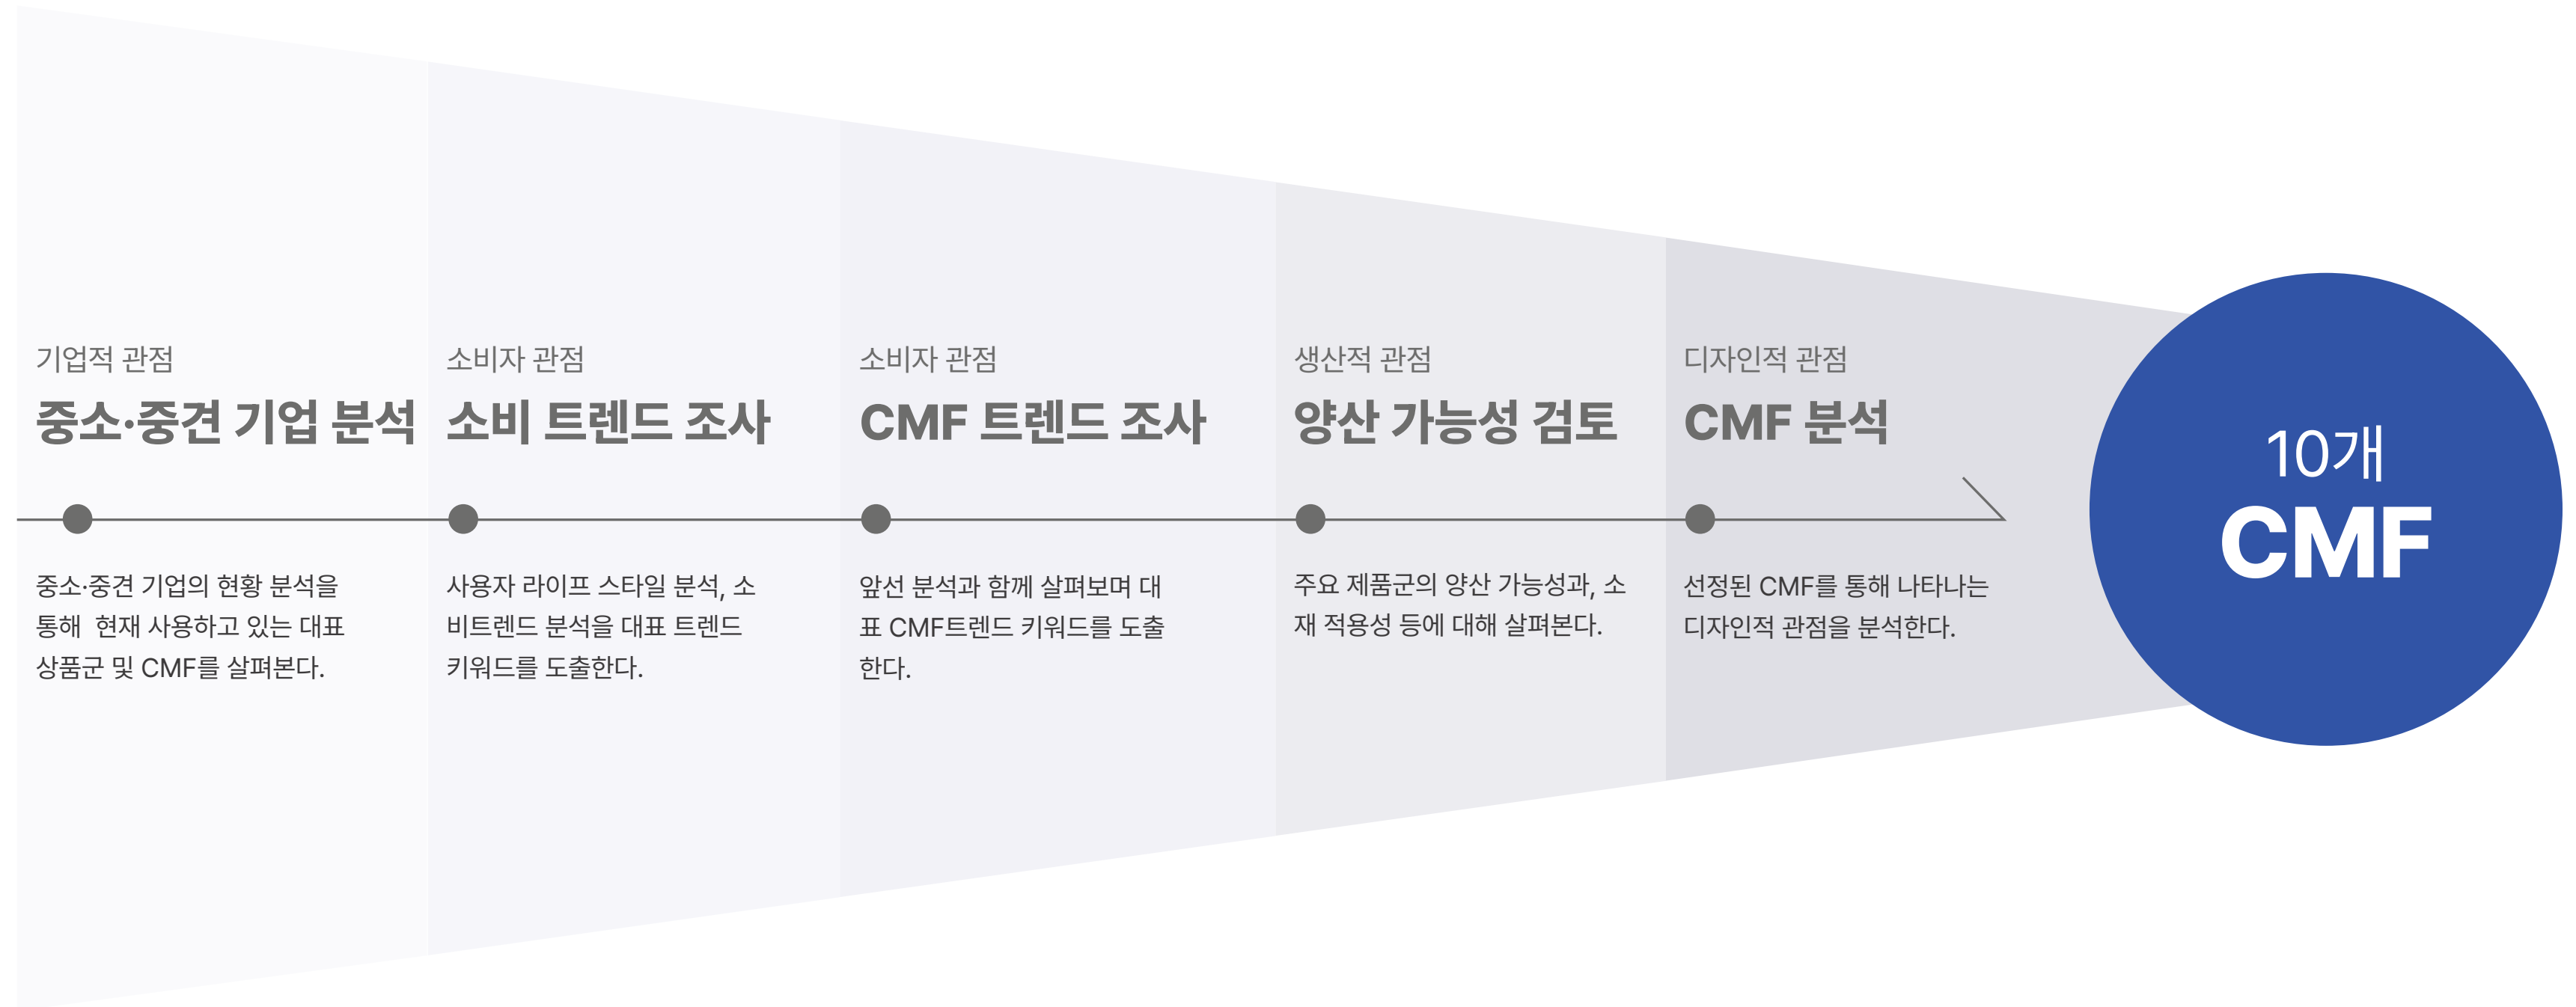 기업적 관점
중소·중견 기업 분석
중소·중견 기업의 현황 분석을
통해  현재 사용하고 있는 대표
상품군 및 CMF를 살펴본다.
소비자 관점
소비 트렌드 조사
사용자 라이프 스타일 분석, 소
비트렌드 분석을 대표 트렌드
키워드를 도출한다.
소비자 관점
CMF 트렌드 조사
앞선 분석과 함께 살펴보며 대
표 CMF트렌드 키워드를 도출
한다.
생산적 관점
양산 가능성 검토
주요 제품군의 양산 가능성과, 소
재 적용성 등에 대해 살펴본다.
디자인적 관점
CMF 분석
선정된 CMF를 통해 나타나는
디자인적 관점을 분석한다.
10개
CMF